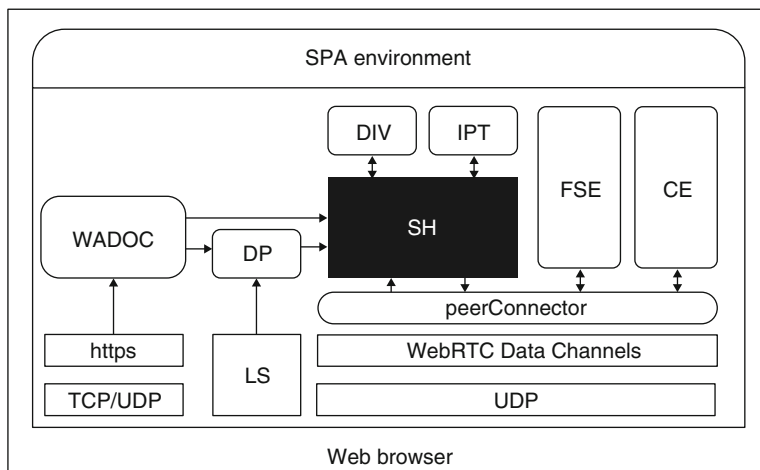 SPA environment
DIV
IPT
FSE
CE
WADOC
DP
SH
peerConnector
https
LS
WebRTC Data Channels
TCP/UDP
UDP
Web browser